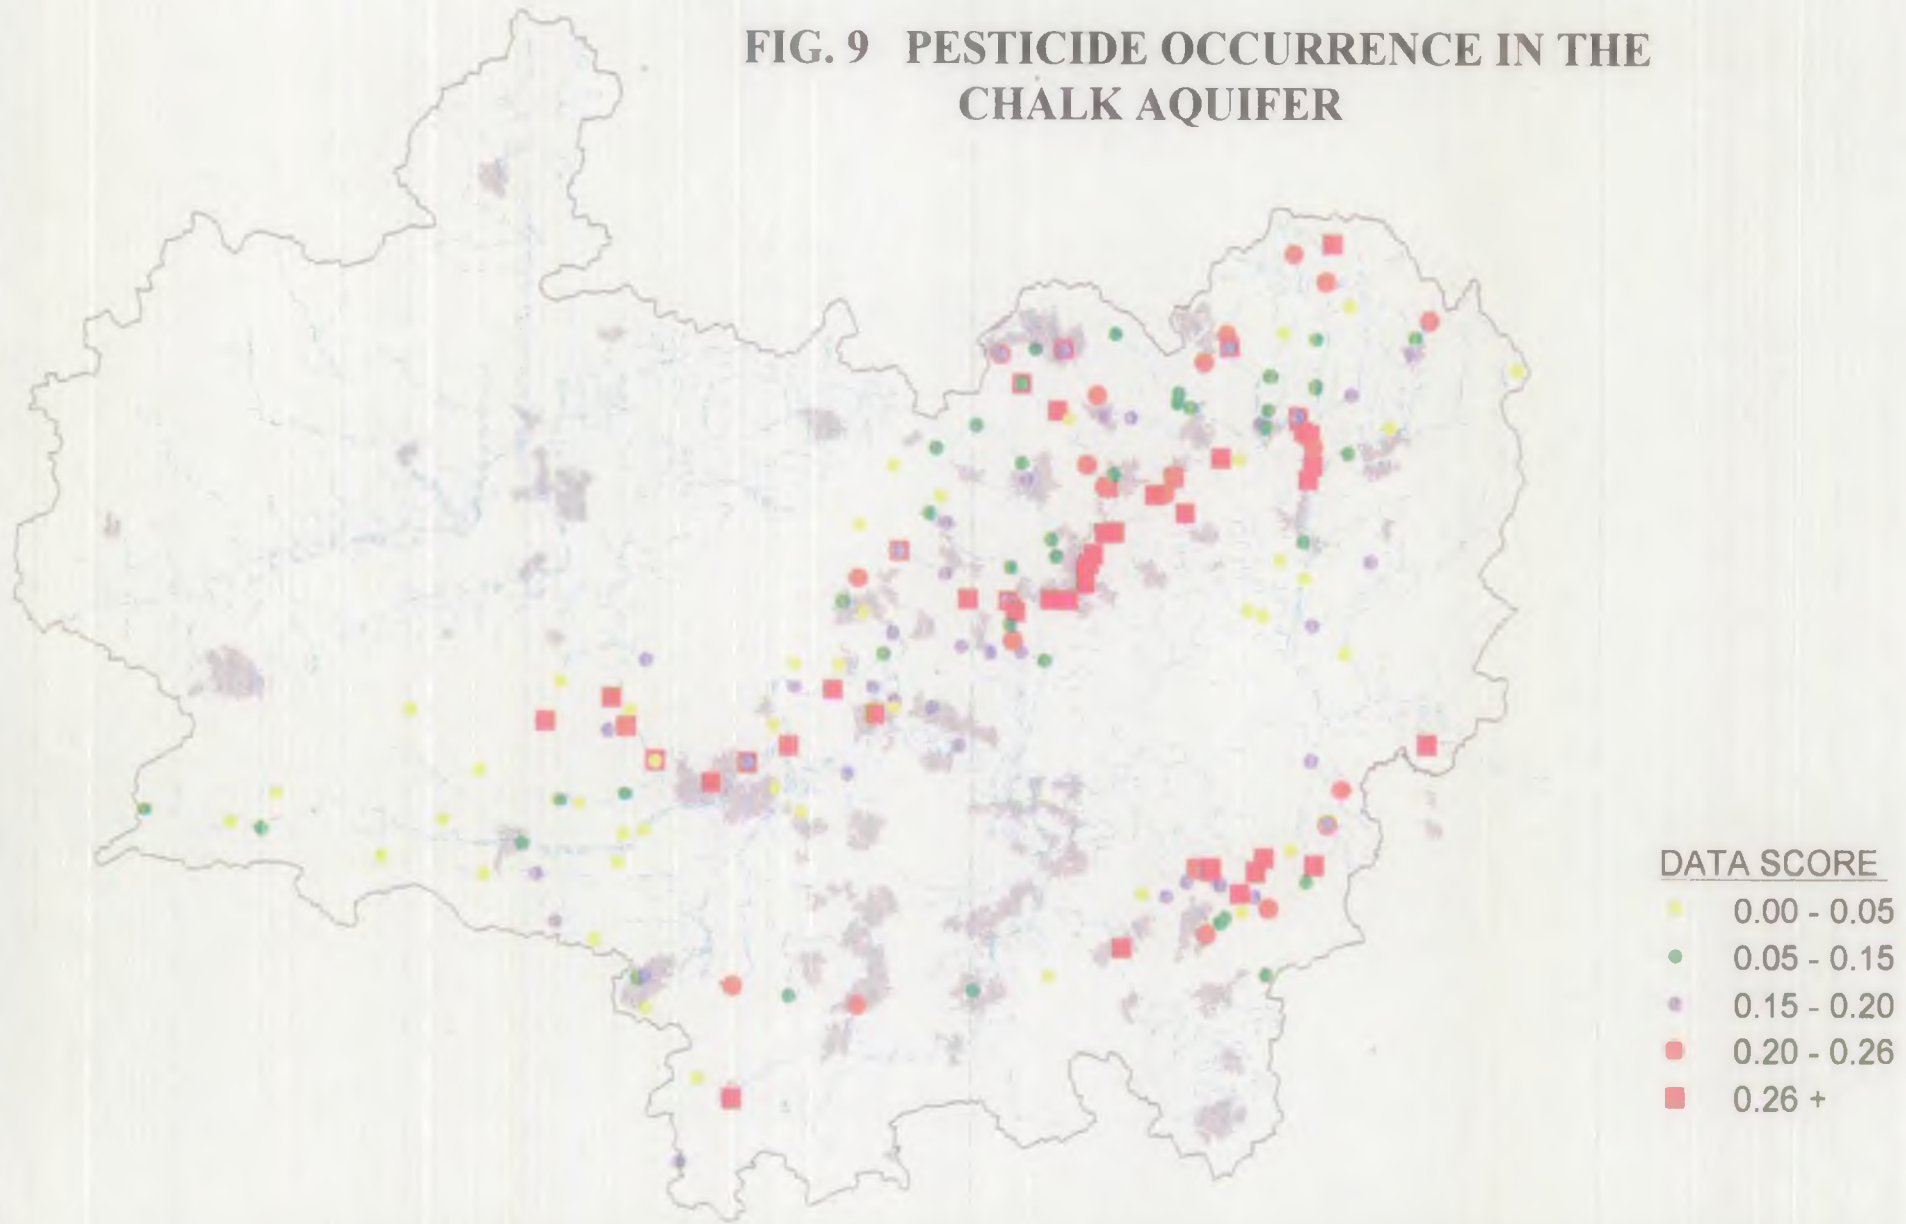 FIG. 9 PESTICIDE OCCURRENCE IN THE
CHALK AQUIFER
DATA SCORE
0.00 - 0.05
0.05 - 0.15
0.15 - 0.20
0.20 - 0.26
0.26 +